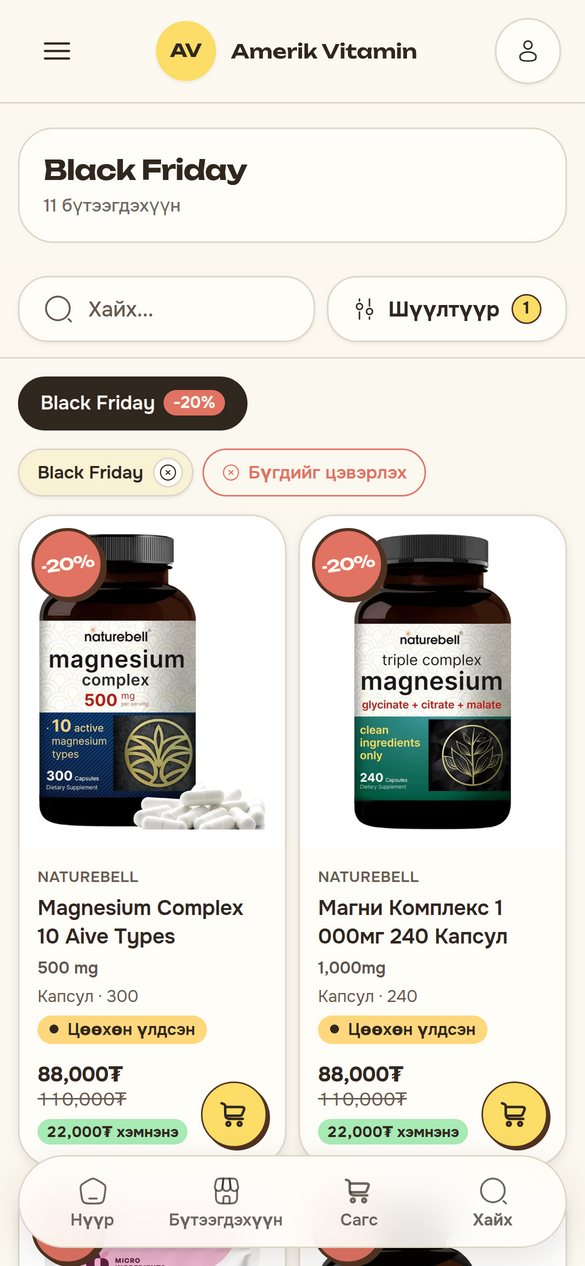 AV Amerik Vitamin
Black Friday
11 бүтээгдэхүүн
Хайх...
Шүүлтүүр 1
Black Friday -20%
Black Friday
Бүгдийг цэвэрлэх
-20%
naturebell
magnesium
complex
500 mg
per serving
10 active
magnesium
types
300 Capsules
Dietary Supplement
NATUREBELL
Magnesium Complex
10 Aive Types
500 mg
Капсул · 300
Цөөхөн үлдсэн
88,000₮
110,000₮
22,000₮ хэмнэнэ
-20%
naturebell
triple complex
magnesium
glycinate + citrate + malate
clean
ingredients
only
240 Capsules
Dietary Supplement
NATUREBELL
Магни Комплекс 1
000мг 240 Капсул
1,000mg
Капсул · 240
Цөөхөн үлдсэн
88,000₮
110,000₮
22,000₮ хэмнэнэ
Нүүр
Бүтээгдэхүүн
Сагс
Хайх
MICRO